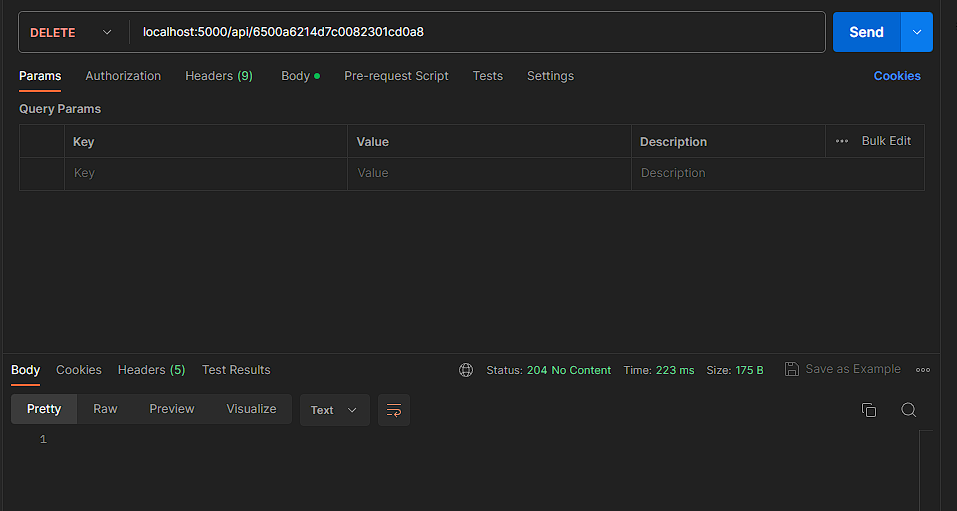 DELETE localhost:5000/api/6500a6214d7c0082301cd0a8 Send
Params Authorization Headers (9) Body Pre-request Script Tests Settings Cookies
Query Params
Key Value Description ••• Bulk Edit
Key Value Description
Body Cookies Headers (5) Test Results Status: 204 No Content Time: 223 ms Size: 175 B Save as Example
Pretty Raw Preview Visualize Text
1